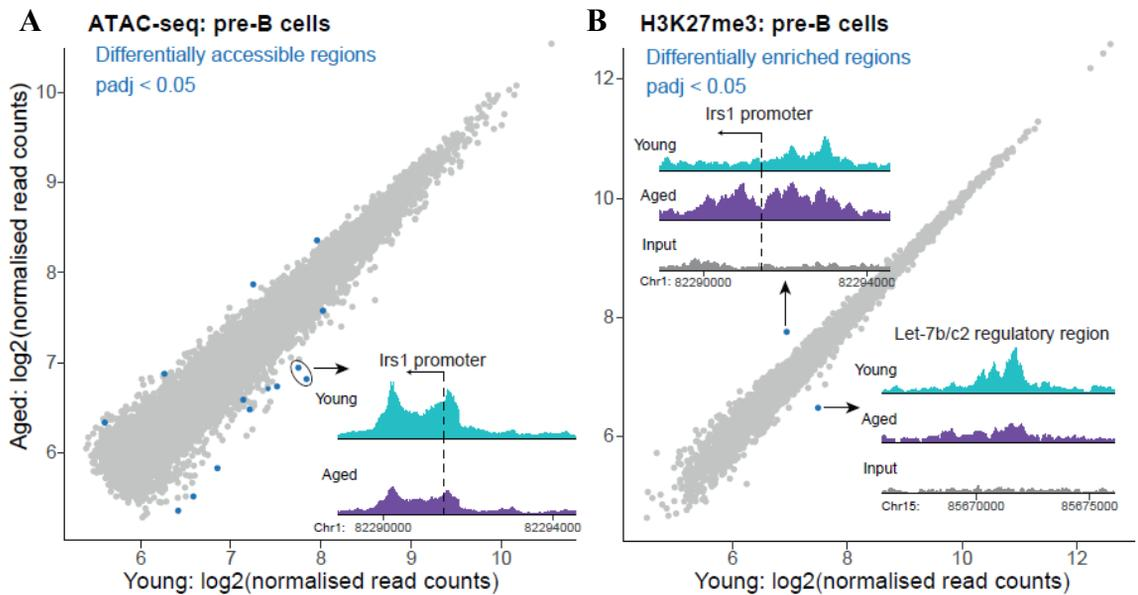 A
ATAC-seq: pre-B cells
Differentially accessible regions
padj < 0.05
Aged: log2(normalised read counts)
10
9
8
7
6
Irs1 promoter
Young
Aged
Chr1: 82290000 82294000
6 7 8 9 10
Young: log2(normalised read counts)
B
H3K27me3: pre-B cells
Differentially enriched regions
padj < 0.05
12
10
8
6
Irs1 promoter
Young
Aged
Input
Chr1: 82290000 82294000
Let-7b/c2 regulatory region
Young
Aged
Input
Chr15: 85670000 85675000
6 8 10 12
Young: log2(normalised read counts)